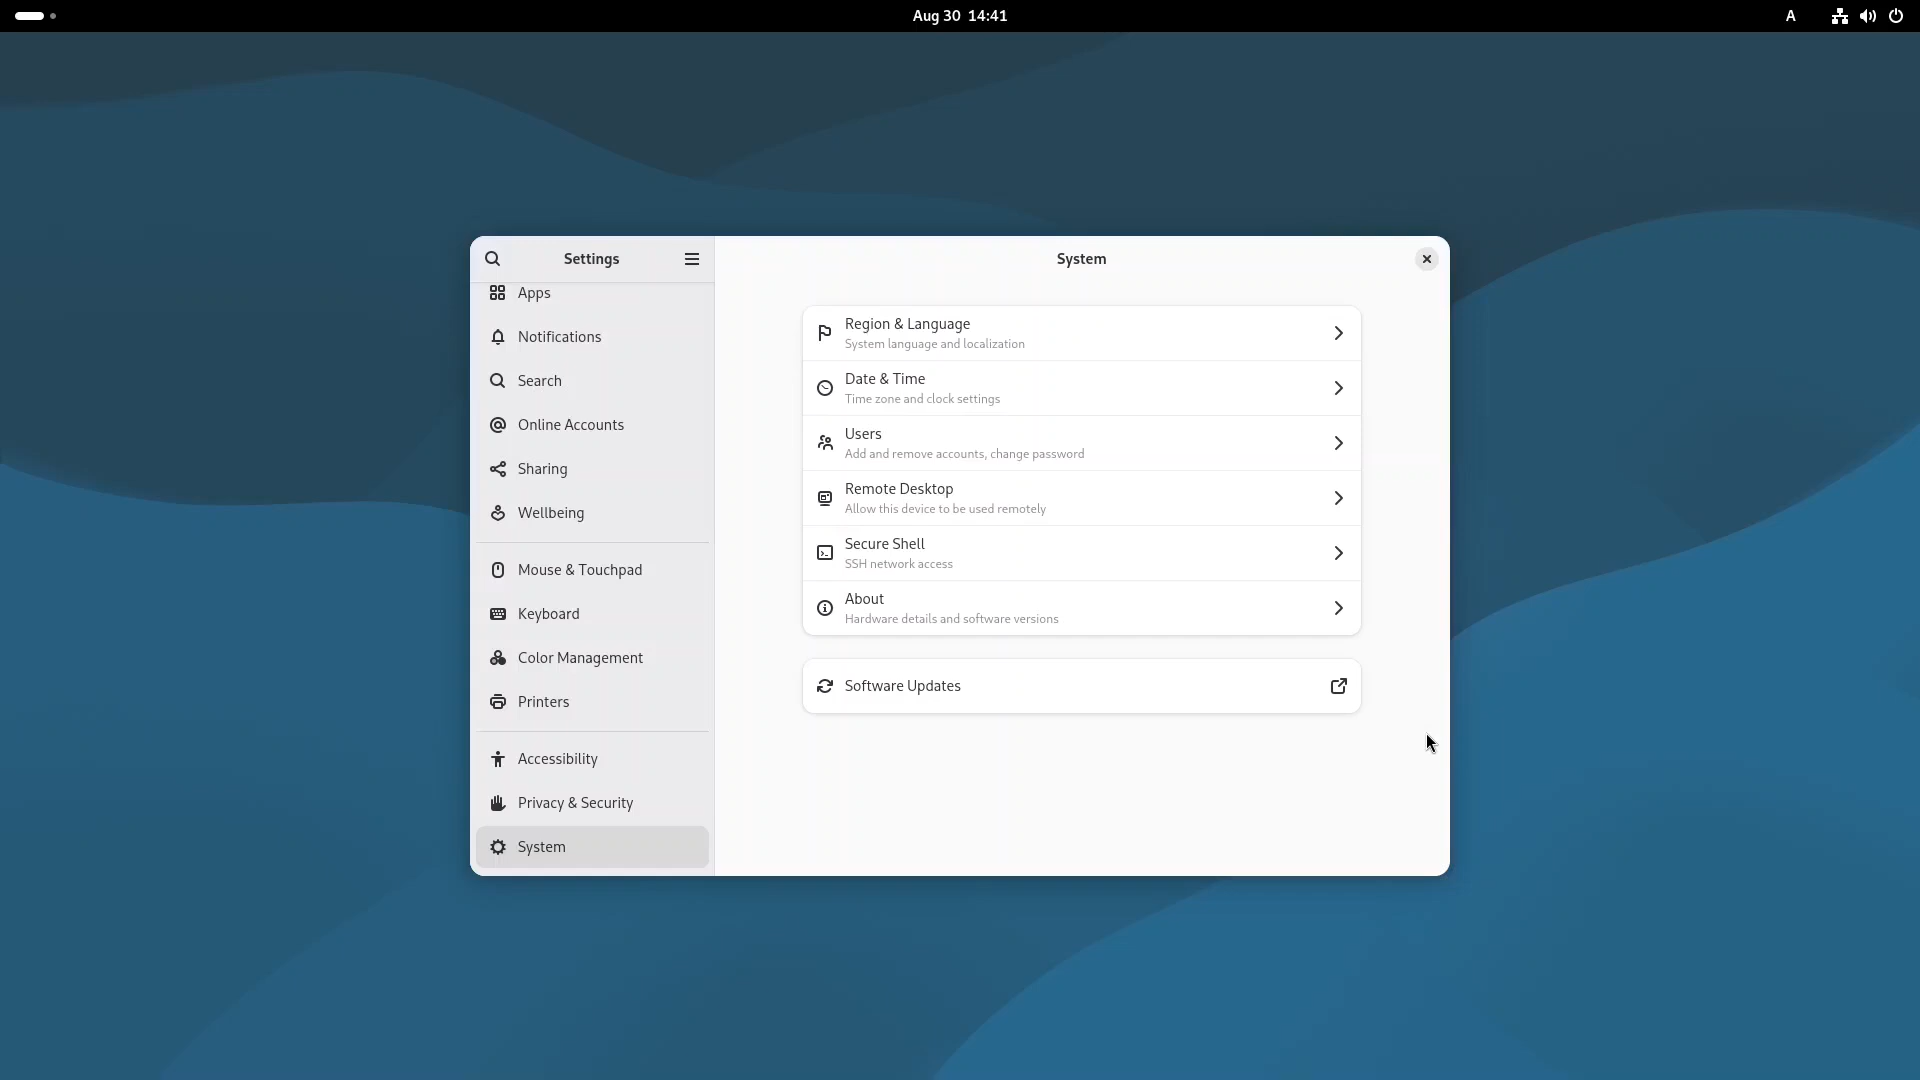 Aug 30 14:41
A
Settings
Apps
Notifications
Search
Online Accounts
Sharing
Wellbeing
Mouse & Touchpad
Keyboard
Color Management
Printers
Accessibility
Privacy & Security
System
System
Region & Language
System language and localization
Date & Time
Time zone and clock settings
Users
Add and remove accounts, change password
Remote Desktop
Allow this device to be used remotely
Secure Shell
SSH network access
About
Hardware details and software versions
Software Updates